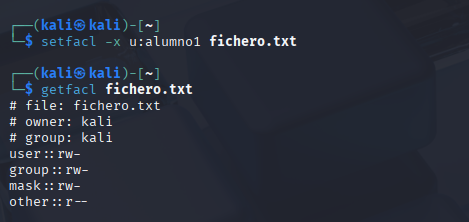 ┌──(kali㉿kali)-[~]
└─$ setfacl -x u:alumno1 fichero.txt
┌──(kali㉿kali)-[~]
└─$ getfacl fichero.txt
# file: fichero.txt
# owner: kali
# group: kali
user::rw-
group::rw-
mask::rw-
other::r--